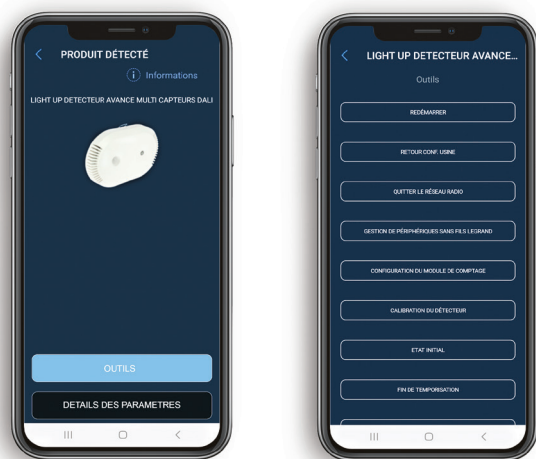 PRODUIT DÉTECTÉ
Informations
LIGHT UP DETECTEUR AVANCE MULTI CAPTEURS DALI
OUTILS
DETAILS DES PARAMETRES
LIGHT UP DETECTEUR AVANCE...
Outils
REDÉMARRER
RETOUR CONF. USINE
QUITTER LE RÉSEAU RADIO
GESTION DE PÉRIPHÉRIQUES SANS FILS LEGRAND
CONFIGURATION DU MODULE DE COMPTAGE
CALIBRATION DU DÉTECTEUR
ETAT INITIAL
FIN DE TEMPORISATION